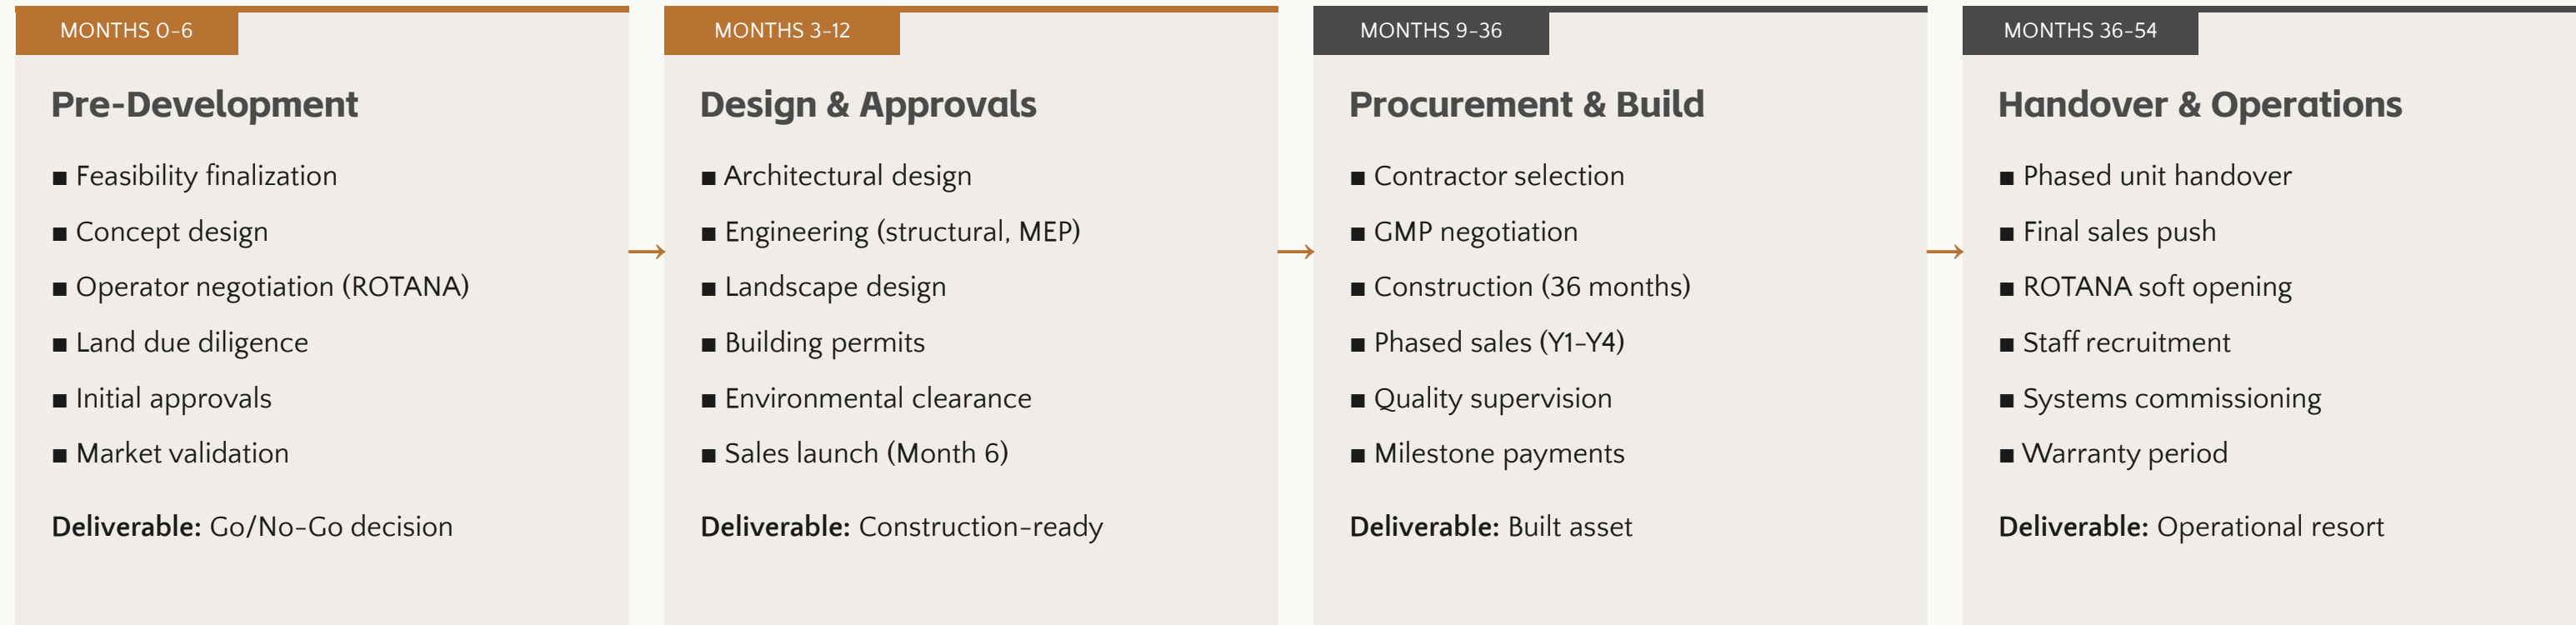 MONTHS 0-6
Pre-Development
■ Feasibility finalization
■ Concept design
■ Operator negotiation (ROTANA)
■ Land due diligence
■ Initial approvals
■ Market validation
Deliverable: Go/No-Go decision
→
MONTHS 3-12
Design & Approvals
■ Architectural design
■ Engineering (structural, MEP)
■ Landscape design
■ Building permits
■ Environmental clearance
■ Sales launch (Month 6)
Deliverable: Construction-ready
→
MONTHS 9-36
Procurement & Build
■ Contractor selection
■ GMP negotiation
■ Construction (36 months)
■ Phased sales (Y1-Y4)
■ Quality supervision
■ Milestone payments
Deliverable: Built asset
→
MONTHS 36-54
Handover & Operations
■ Phased unit handover
■ Final sales push
■ ROTANA soft opening
■ Staff recruitment
■ Systems commissioning
■ Warranty period
Deliverable: Operational resort